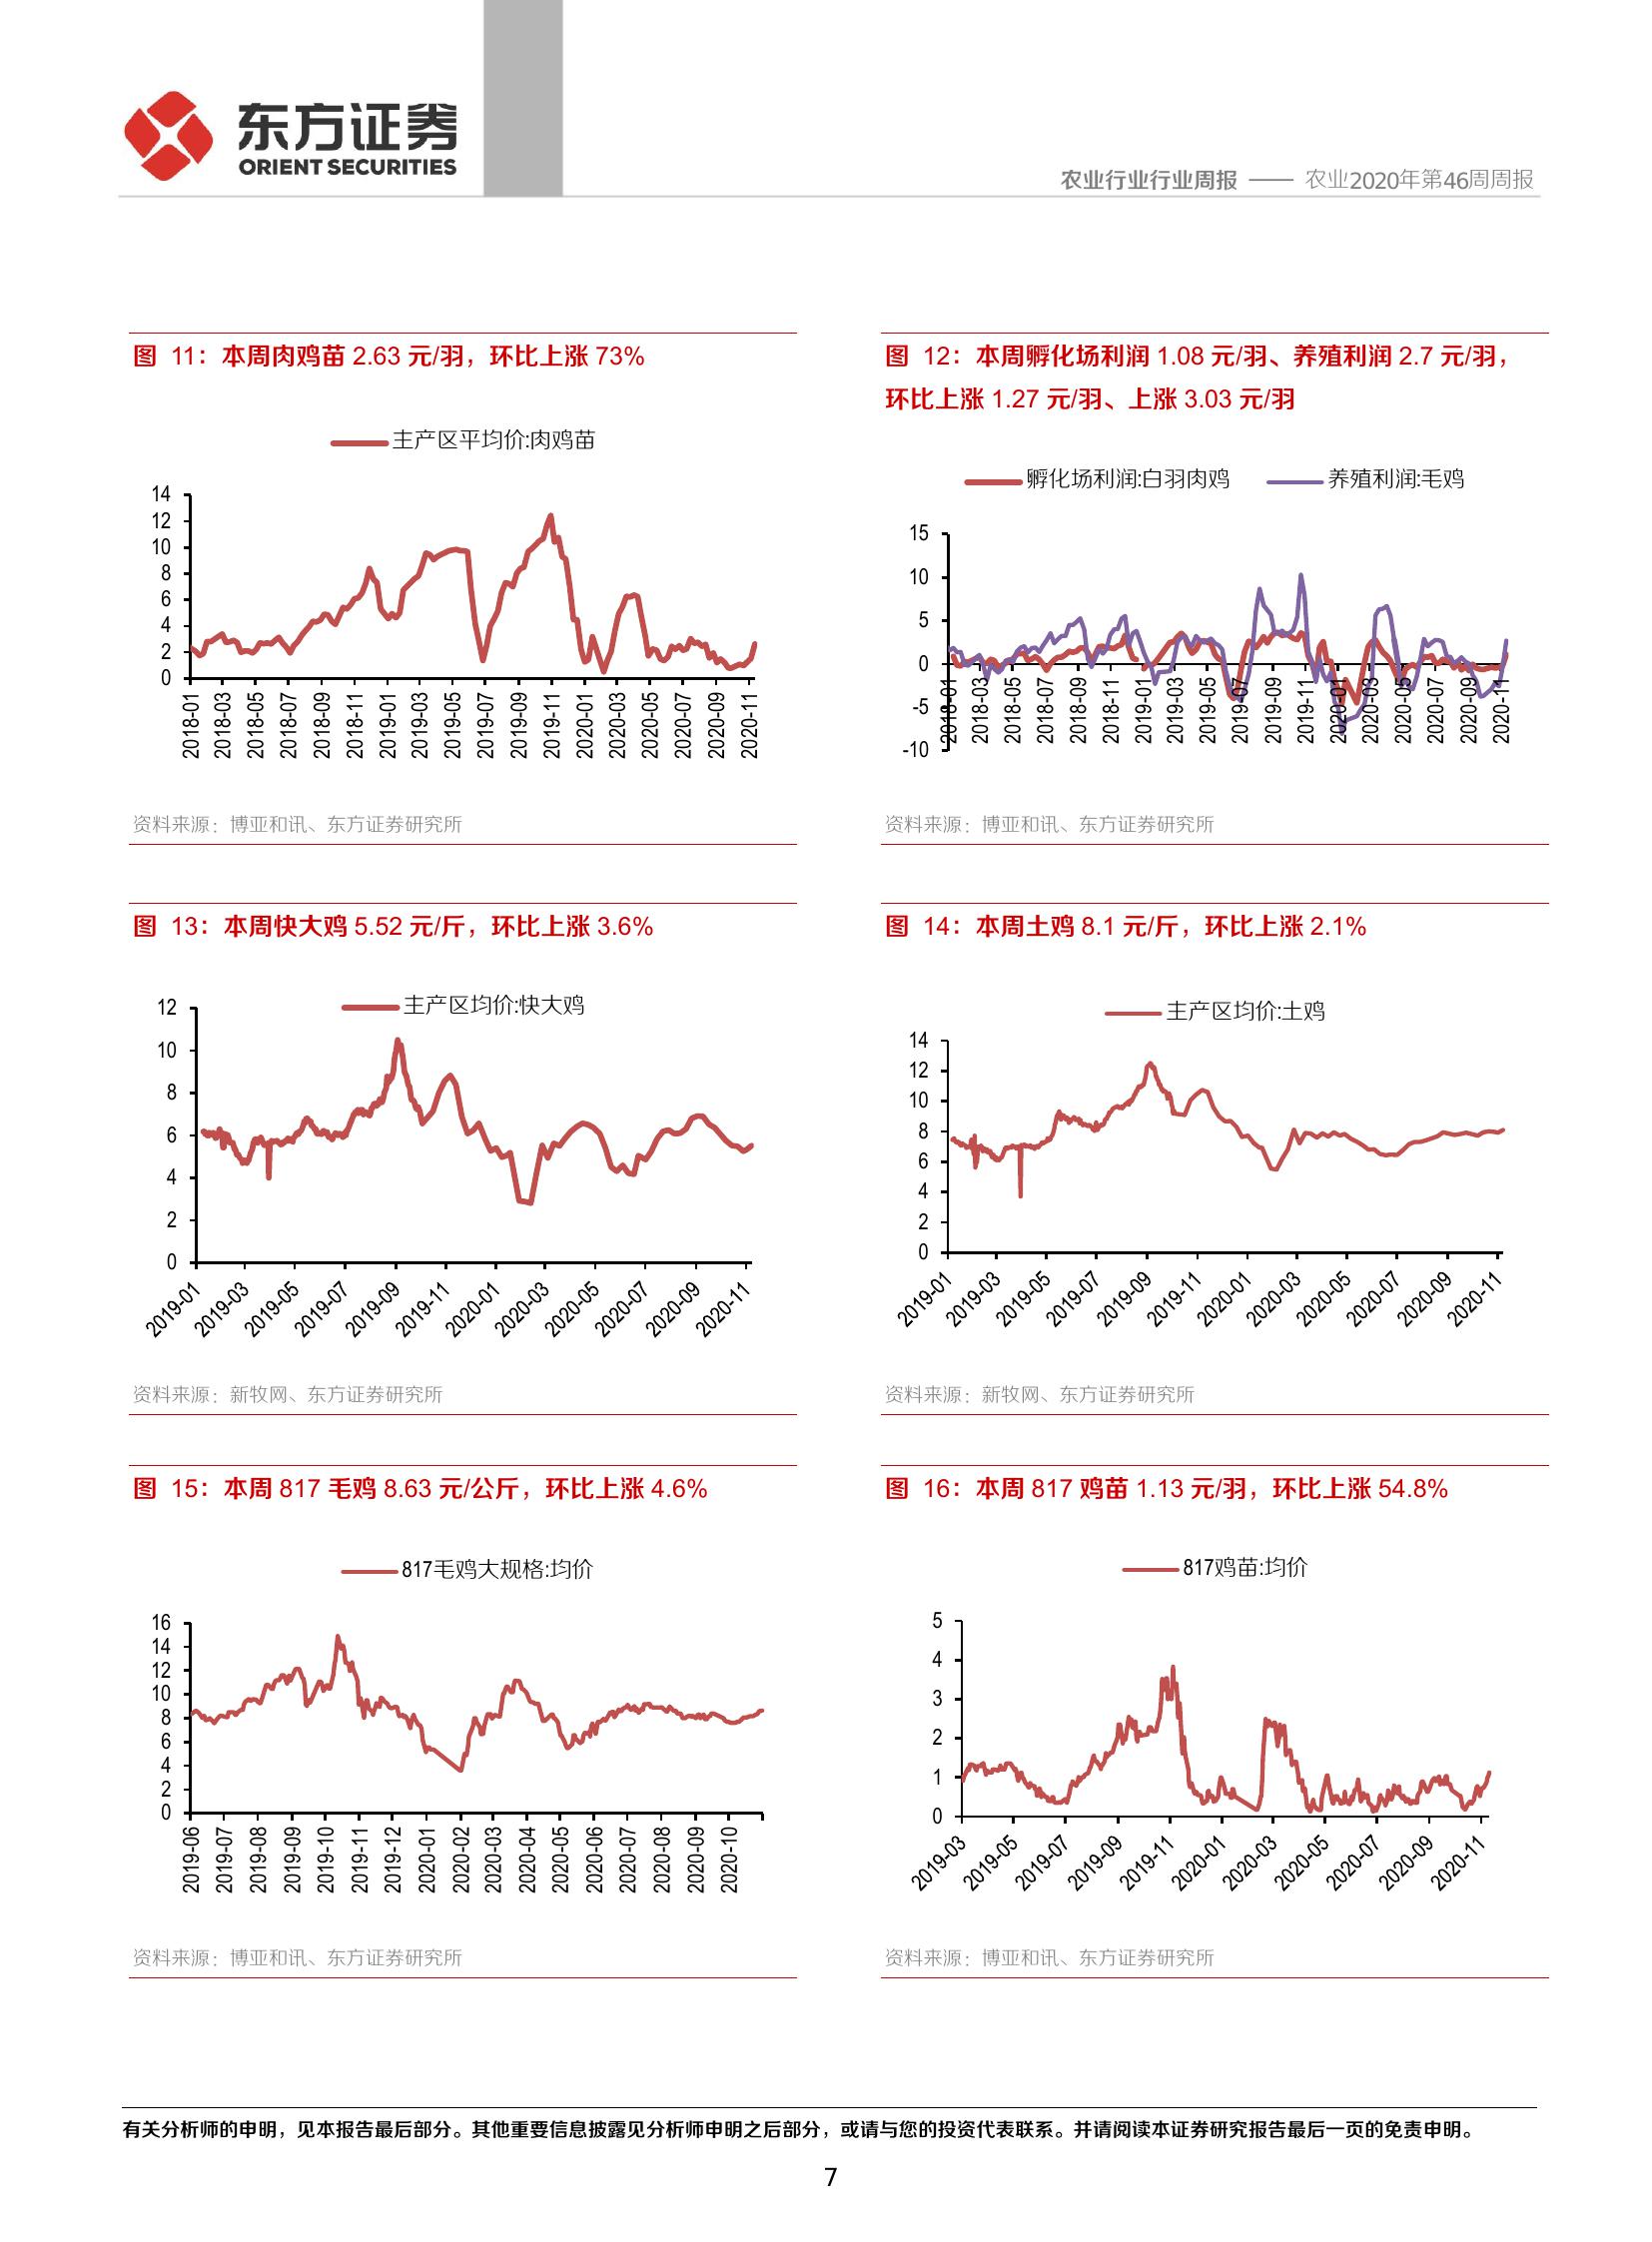 东方证券
ORIENT SECURITIES
农业行业行业周报 —— 农业2020年第46周周报
图 11：本周肉鸡苗 2.63 元/羽，环比上涨 73%
主产区平均价:肉鸡苗
14
12
10
8
6
4
2
0
2018-01 2018-03 2018-05 2018-07 2018-09 2018-11 2019-01 2019-03 2019-05 2019-07 2019-09 2019-11 2020-01 2020-03 2020-05 2020-07 2020-09 2020-11
资料来源：博亚和讯、东方证券研究所
图 12：本周孵化场利润 1.08 元/羽、养殖利润 2.7 元/羽，
环比上涨 1.27 元/羽、上涨 3.03 元/羽
孵化场利润:白羽肉鸡 养殖利润:毛鸡
15
10
5
0
-5
-10
2018-01 2018-03 2018-05 2018-07 2018-09 2018-11 2019-01 2019-03 2019-05 2019-07 2019-09 2019-11 2020-01 2020-03 2020-05 2020-07 2020-09 2020-11
资料来源：博亚和讯、东方证券研究所
图 13：本周快大鸡 5.52 元/斤，环比上涨 3.6%
主产区均价:快大鸡
12
10
8
6
4
2
0
2019-01 2019-03 2019-05 2019-07 2019-09 2019-11 2020-01 2020-03 2020-05 2020-07 2020-09 2020-11
资料来源：新牧网、东方证券研究所
图 14：本周土鸡 8.1 元/斤，环比上涨 2.1%
主产区均价:土鸡
14
12
10
8
6
4
2
0
2019-01 2019-03 2019-05 2019-07 2019-09 2019-11 2020-01 2020-03 2020-05 2020-07 2020-09 2020-11
资料来源：新牧网、东方证券研究所
图 15：本周 817 毛鸡 8.63 元/公斤，环比上涨 4.6%
817毛鸡大规格:均价
16
14
12
10
8
6
4
2
0
2019-06 2019-07 2019-08 2019-09 2019-10 2019-11 2019-12 2020-01 2020-02 2020-03 2020-04 2020-05 2020-06 2020-07 2020-08 2020-09 2020-10
资料来源：博亚和讯、东方证券研究所
图 16：本周 817 鸡苗 1.13 元/羽，环比上涨 54.8%
817鸡苗:均价
5
4
3
2
1
0
2019-03 2019-05 2019-07 2019-09 2019-11 2020-01 2020-03 2020-05 2020-07 2020-09 2020-11
资料来源：博亚和讯、东方证券研究所
有关分析师的申明，见本报告最后部分。其他重要信息披露见分析师申明之后部分，或请与您的投资代表联系。并请阅读本证券研究报告最后一页的免责申明。
7